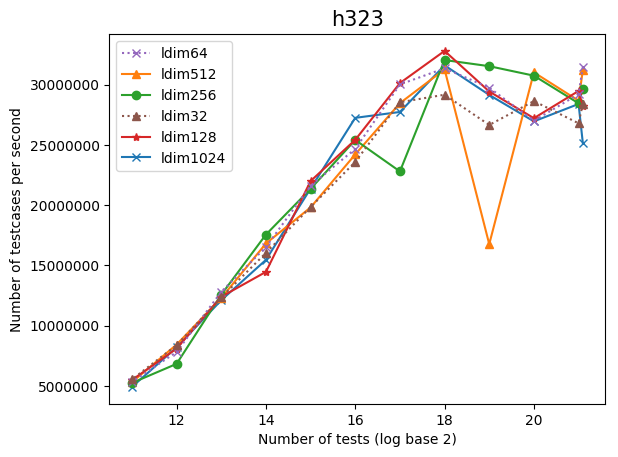 h323
ldim64
ldim512
ldim256
ldim32
ldim128
ldim1024
Number of testcases per second
30000000
25000000
20000000
15000000
10000000
5000000
12 14 16 18 20
Number of tests (log base 2)